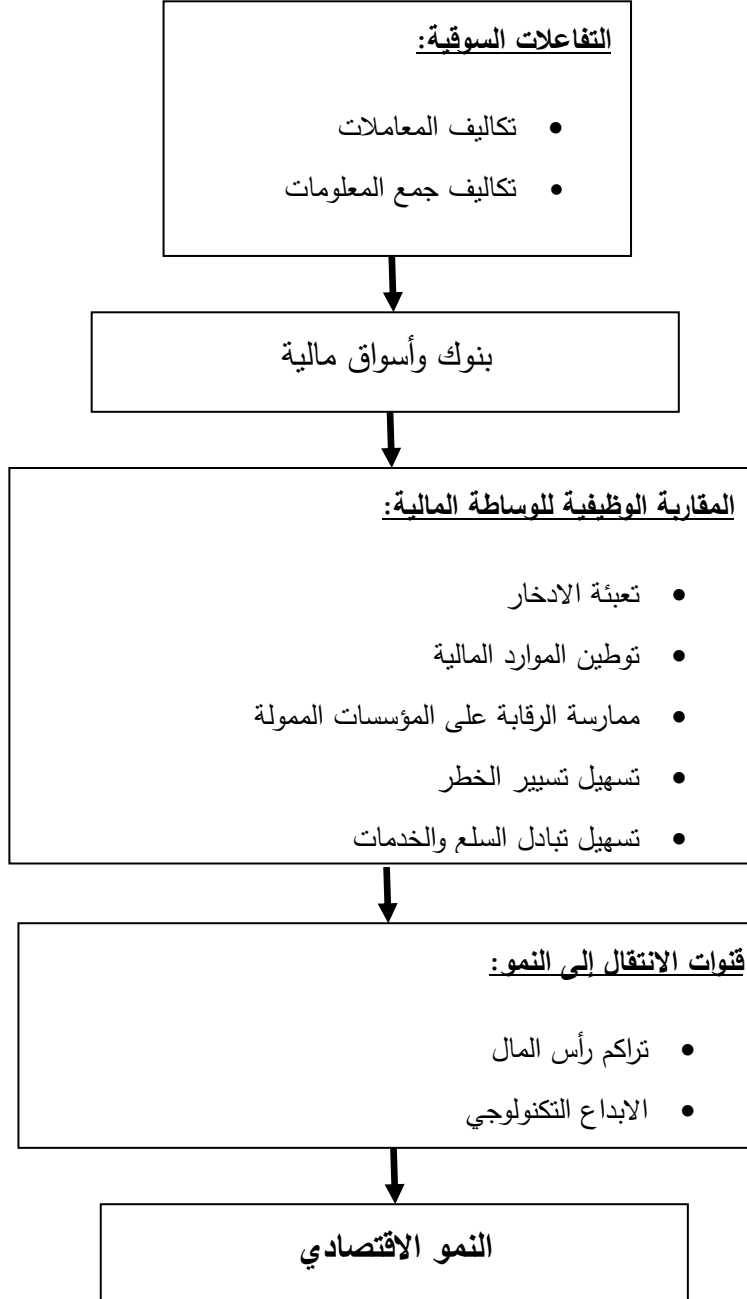 التفاعلات السوقية:
• تكاليف المعاملات
• تكاليف جمع المعلومات
بنوك وأسواق مالية
المقاربة الوظيفية للوساطة المالية:
• تعبئة الادخار
• توطين الموارد المالية
• ممارسة الرقابة على المؤسسات الممولة
• تسهيل تسيير الخطر
• تسهيل تبادل السلع والخدمات
قنوات الانتقال إلى النمو:
• تراكم رأس المال
• الابداع التكنولوجي
النمو الاقتصادي